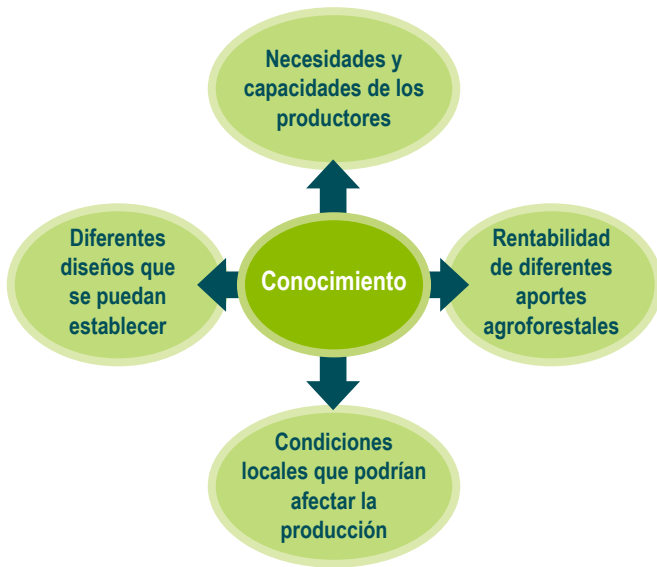 Necesidades y
capacidades de los
productores
Diferentes
diseños que
se puedan
establecer
Conocimiento
Rentabilidad
de diferentes
aportes
agroforestales
Condiciones
locales que podrían
afectar la
producción